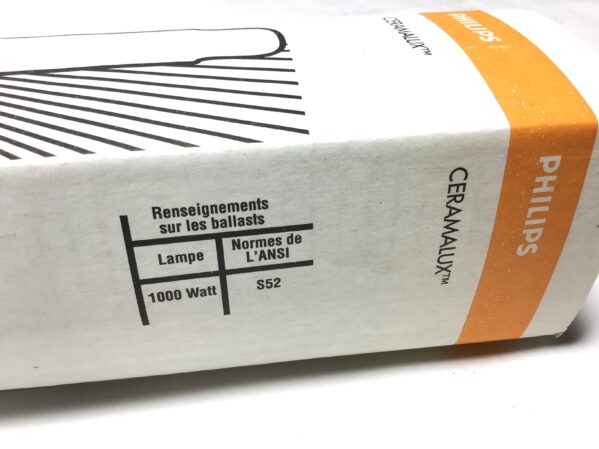 PHILIPS
CERAMALUX™
PHILIPS
CERAMALUX™
Renseignements
sur les ballasts
Lampe
Normes de
L'ANSI
1000 Watt
S52